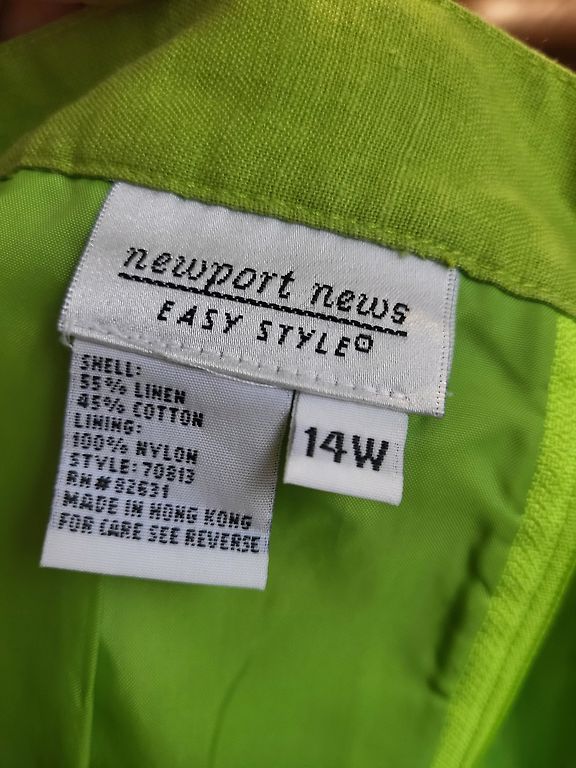 newport news
EASY STYLE®
SHELL:
55% LINEN
45% COTTON
LINING:
100% NYLON
STYLE: 70813
RN#82631
MADE IN HONG KONG
FOR CARE SEE REVERSE
14W